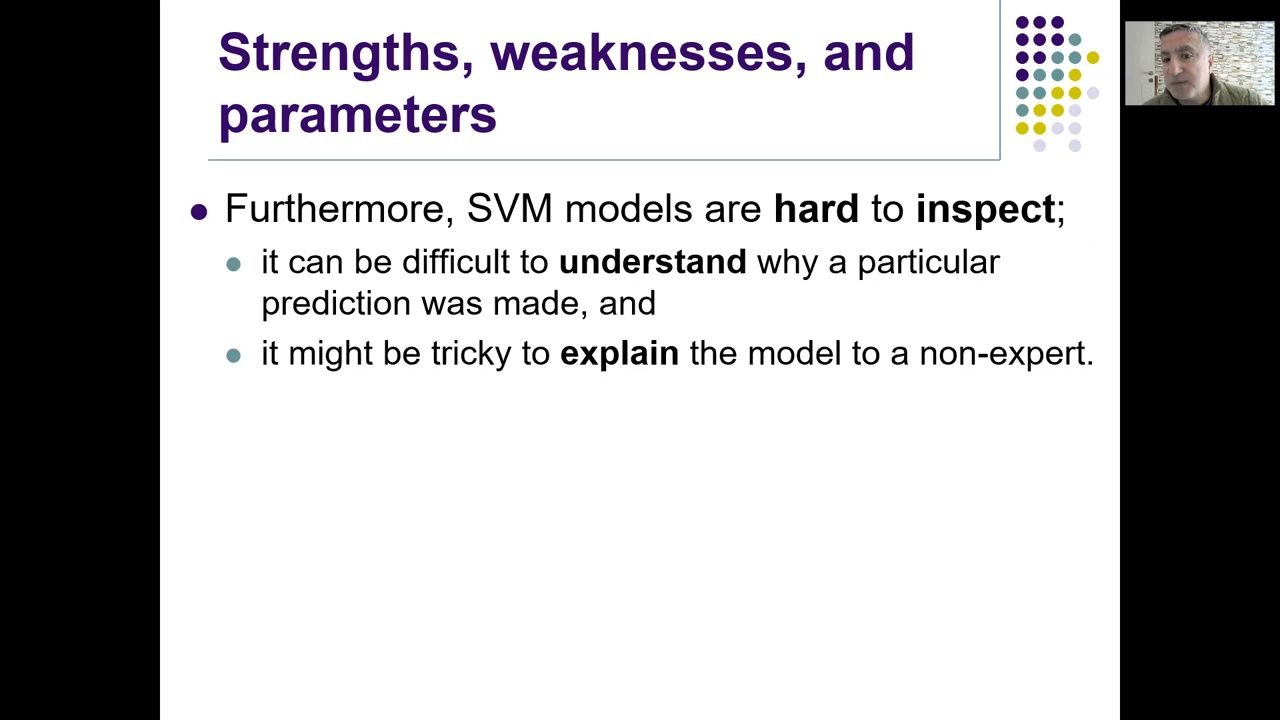 Strengths, weaknesses, and
parameters
Furthermore, SVM models are hard to inspect;
it can be difficult to understand why a particular
prediction was made, and
it might be tricky to explain the model to a non-expert.